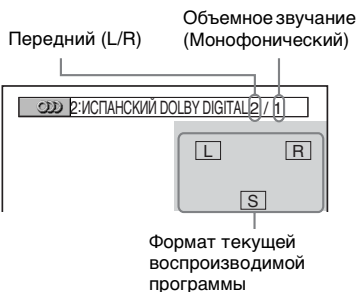 Объемное звучание
(Монофонический)
Передний (L/R)
2:ИСПАНСКИЙ DOLBY DIGITAL 2 / 1
L
R
S
Формат текущей
воспроизводимой
программы